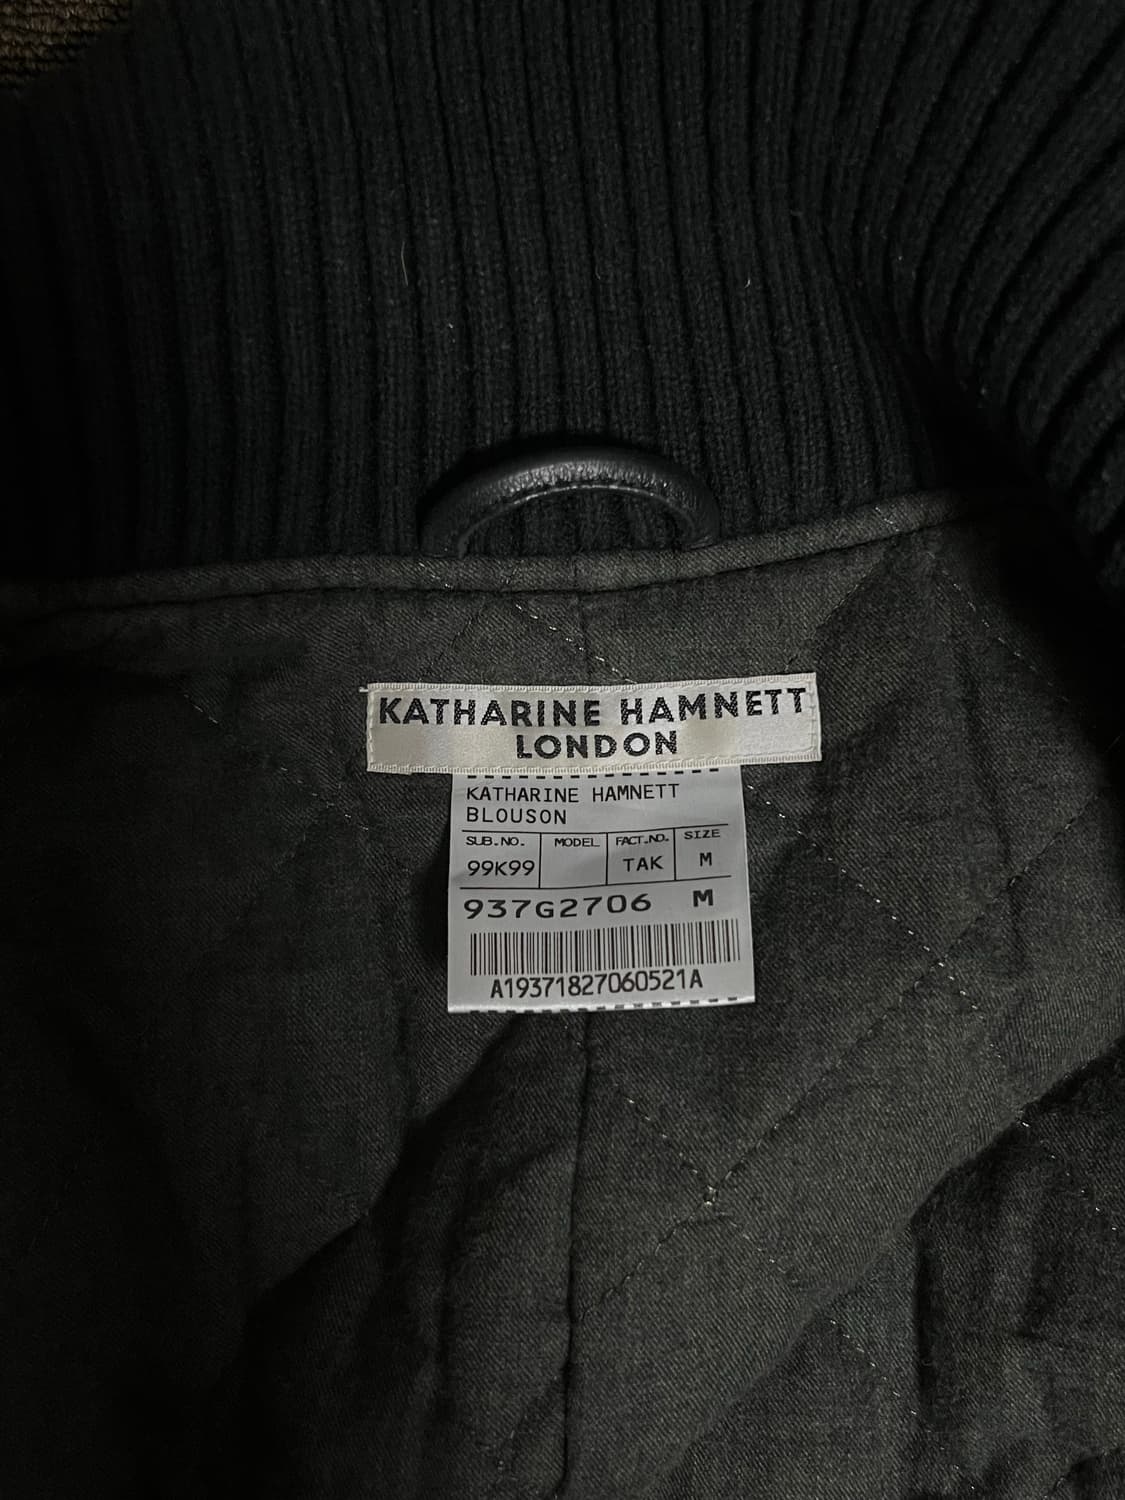 KATHARINE HAMNETT
LONDON
KATHARINE HAMNETT
BLOUSON
SUB.NO. MODEL FACT.NO. SIZE
99K99 TAK M
937G2706 M
A19371827060521A